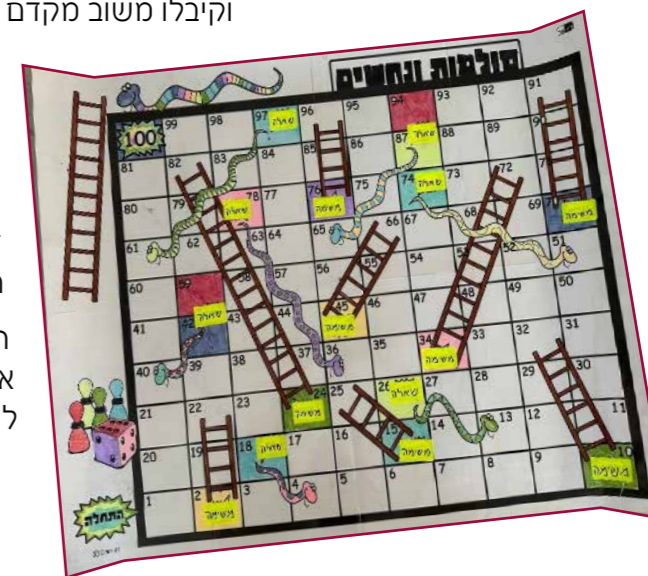 וקיבלו משוב מקדם
סולמות ונחשים
100 99 98 97 שאלה 96 95 94 93 92 91
81 82 83 84 85 86 87 שאלה 88 89
80 79 78 שאלה 77 76 משימה 75 74 שאלה 73 72
61 62 63 64 65 66 67 68 69 משימה
60 59 58 57 56 55 54 52 51
41 42 שאלה 43 45 משימה 46 47 48 49 50
40 39 38 37 36 35 34 משימה 33 32 31
21 22 23 24 משימה 25 26 שאלה 27 28 29 30
20 18 שאלה 17 16 15 משימה 14 13 12 11
1 2 משימה 3 4 5 6 7 8 9 10 משימה
התחלה
א
ל